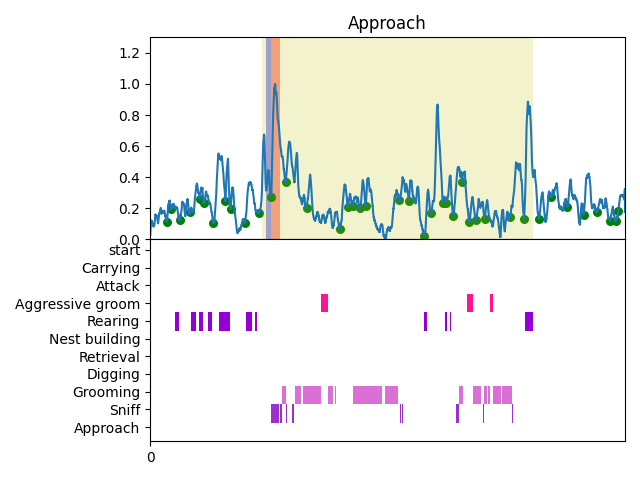 Approach
1.2
1.0
0.8
0.6
0.4
0.2
0.0
start
Carrying
Attack
Aggressive groom
Rearing
Nest building
Retrieval
Digging
Grooming
Sniff
Approach
0